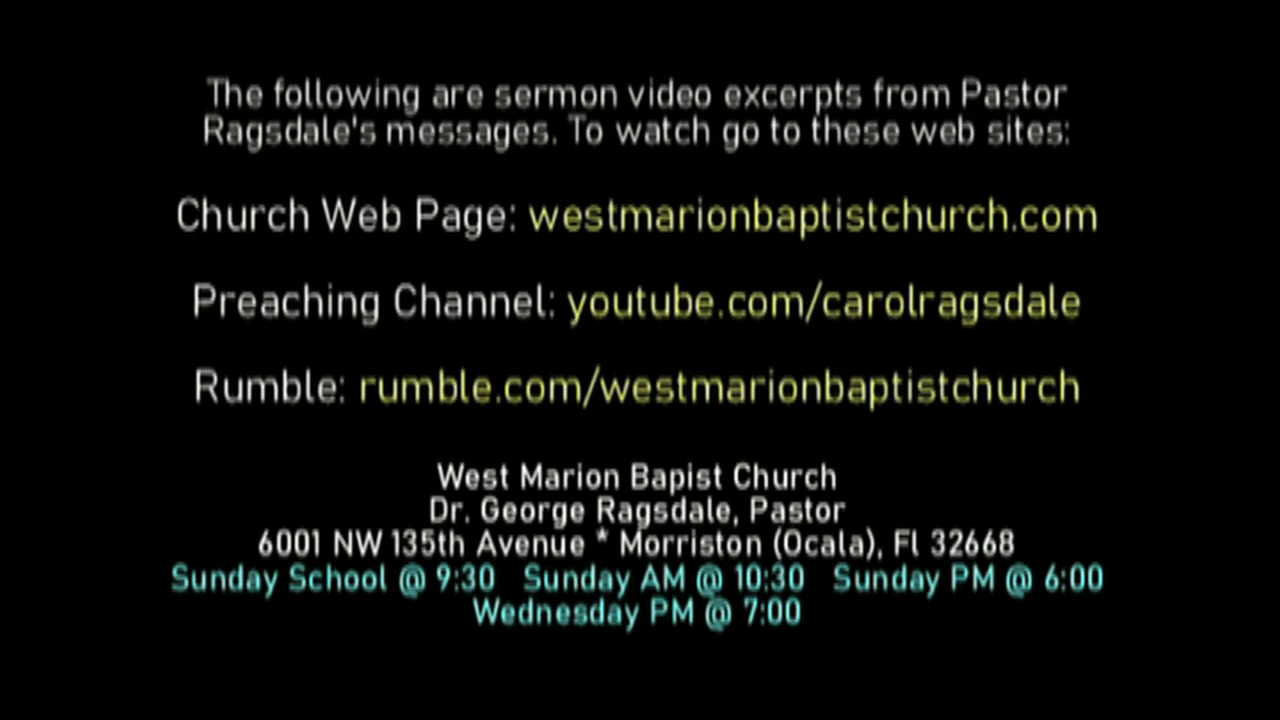 The following are sermon video excerpts from Pastor
Ragsdale's messages. To watch go to these web sites:
Church Web Page: westmarionbaptistchurch.com
Preaching Channel: youtube.com/carolragsdale
Rumble: rumble.com/westmarionbaptistchurch
West Marion Bapist Church
Dr. George Ragsdale, Pastor
6001 NW 135th Avenue * Morriston (Ocala), Fl 32668
Sunday School @ 9:30 Sunday AM @ 10:30 Sunday PM @ 6:00
Wednesday PM @ 7:00